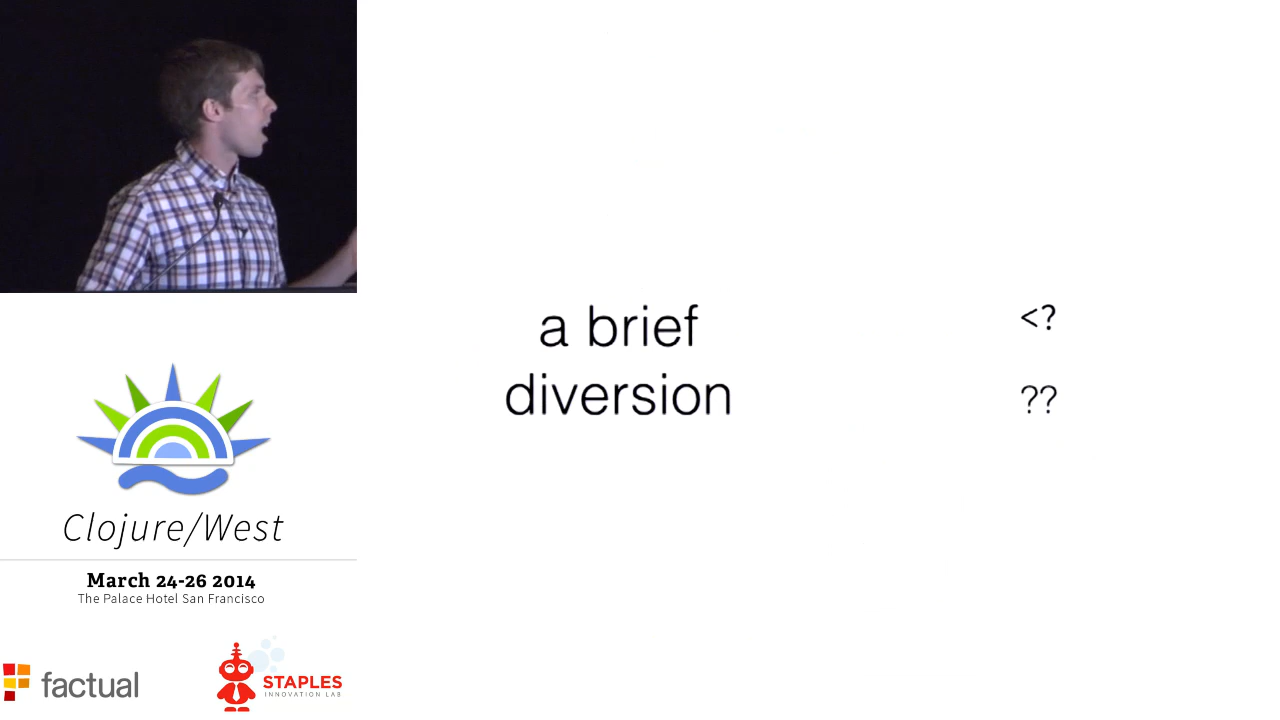 a brief
diversion
<?
??
Clojure/West
March 24-26 2014
The Palace Hotel San Francisco
factual
STAPLES
INNOVATION LAB